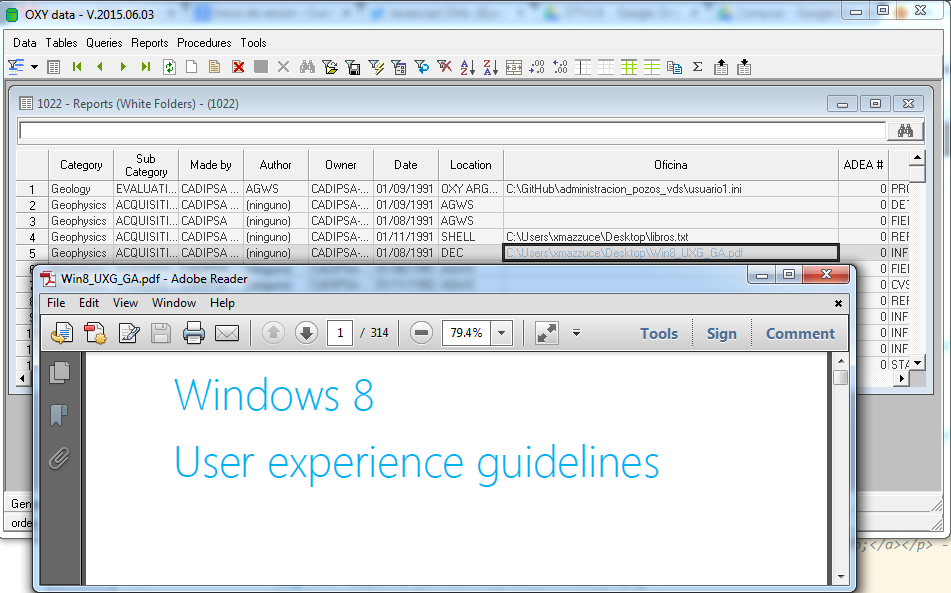 OXY data - V.2015.06.03
Data Tables Queries Reports Procedures Tools
1022 - Reports (White Folders) - (1022)
Category Sub Category Made by Author Owner Date Location Oficina ADEA #
1 Geology EVALUATI... CADIPSA ... AGWS CADIPSA-... 01/09/1991 OXY ARG... C:\GitHub\administracion_pozos_vds\usuario1.ini 0 PRO
2 Geophysics ACQUISITI... CADIPSA ... (ninguno) CADIPSA-... 01/09/1991 AGWS 0 DE
3 Geophysics ACQUISITI... CADIPSA ... (ninguno) CADIPSA-... 01/08/1991 AGWS 0 FIEI
4 Geophysics ACQUISITI... CADIPSA ... (ninguno) CADIPSA-... 01/11/1991 SHELL C:\Users\xmazzuce\Desktop\libros.txt 0 REF
5 Geophysics ACQUISITI... CADIPSA ... (ninguno) CADIPSA-... 01/08/1991 DEC C:\Users\xmazzuce\Desktop\Win8_UXG_GA.pdf 0 INF
0 FIEI
0 CVS
0 REF
0 INF
0 INF
0 INF
0 STA
Win8_UXG_GA.pdf - Adobe Reader
File Edit View Window Help
1 / 314 79.4% Tools Sign Comment
Windows 8
User experience guidelines
Gen
orde
</a></p> -